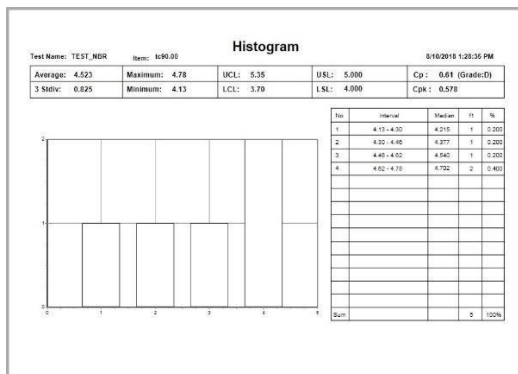 Histogram
Test Name: TEST_NBR Item: tc90.00 8/10/2018 1:28:35 PM
Average: 4.523 Maximum: 4.78 UCL: 5.35 USL: 5.000 Cp : 0.61 (Grade:D)
3 Stdiv: 0.825 Minimum: 4.13 LCL: 3.70 LSL: 4.000 Cpk : 0.578
No Interval Median f1 %
1 4.13 - 4.30 4.215 1 0.200
2 4.30 - 4.46 4.377 1 0.200
3 4.46 - 4.62 4.540 1 0.200
4 4.62 - 4.78 4.702 2 0.400
Sum 5 100%
2
1
0
0 1 2 3 4 5